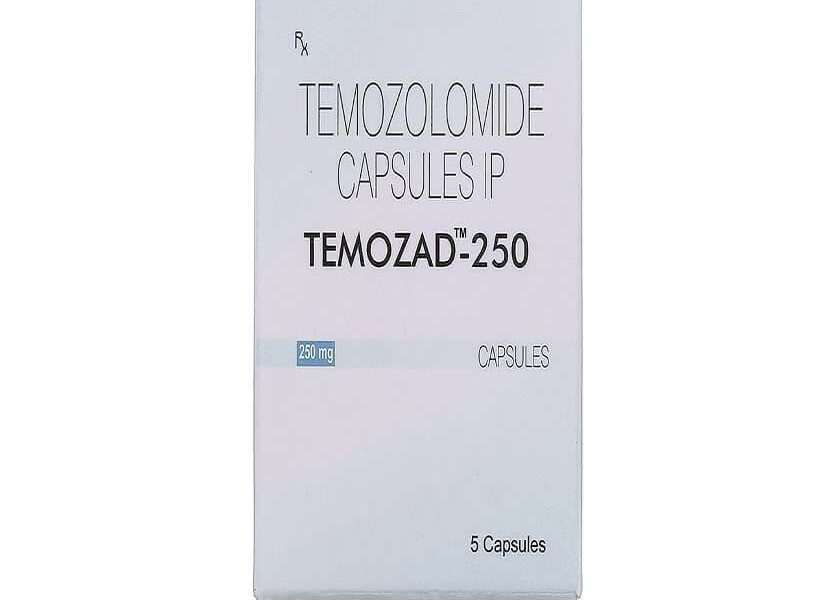 Rx
TEMOZOLOMIDE
CAPSULES IP
TEMOZAD™-250
250 mg
CAPSULES
5 Capsules